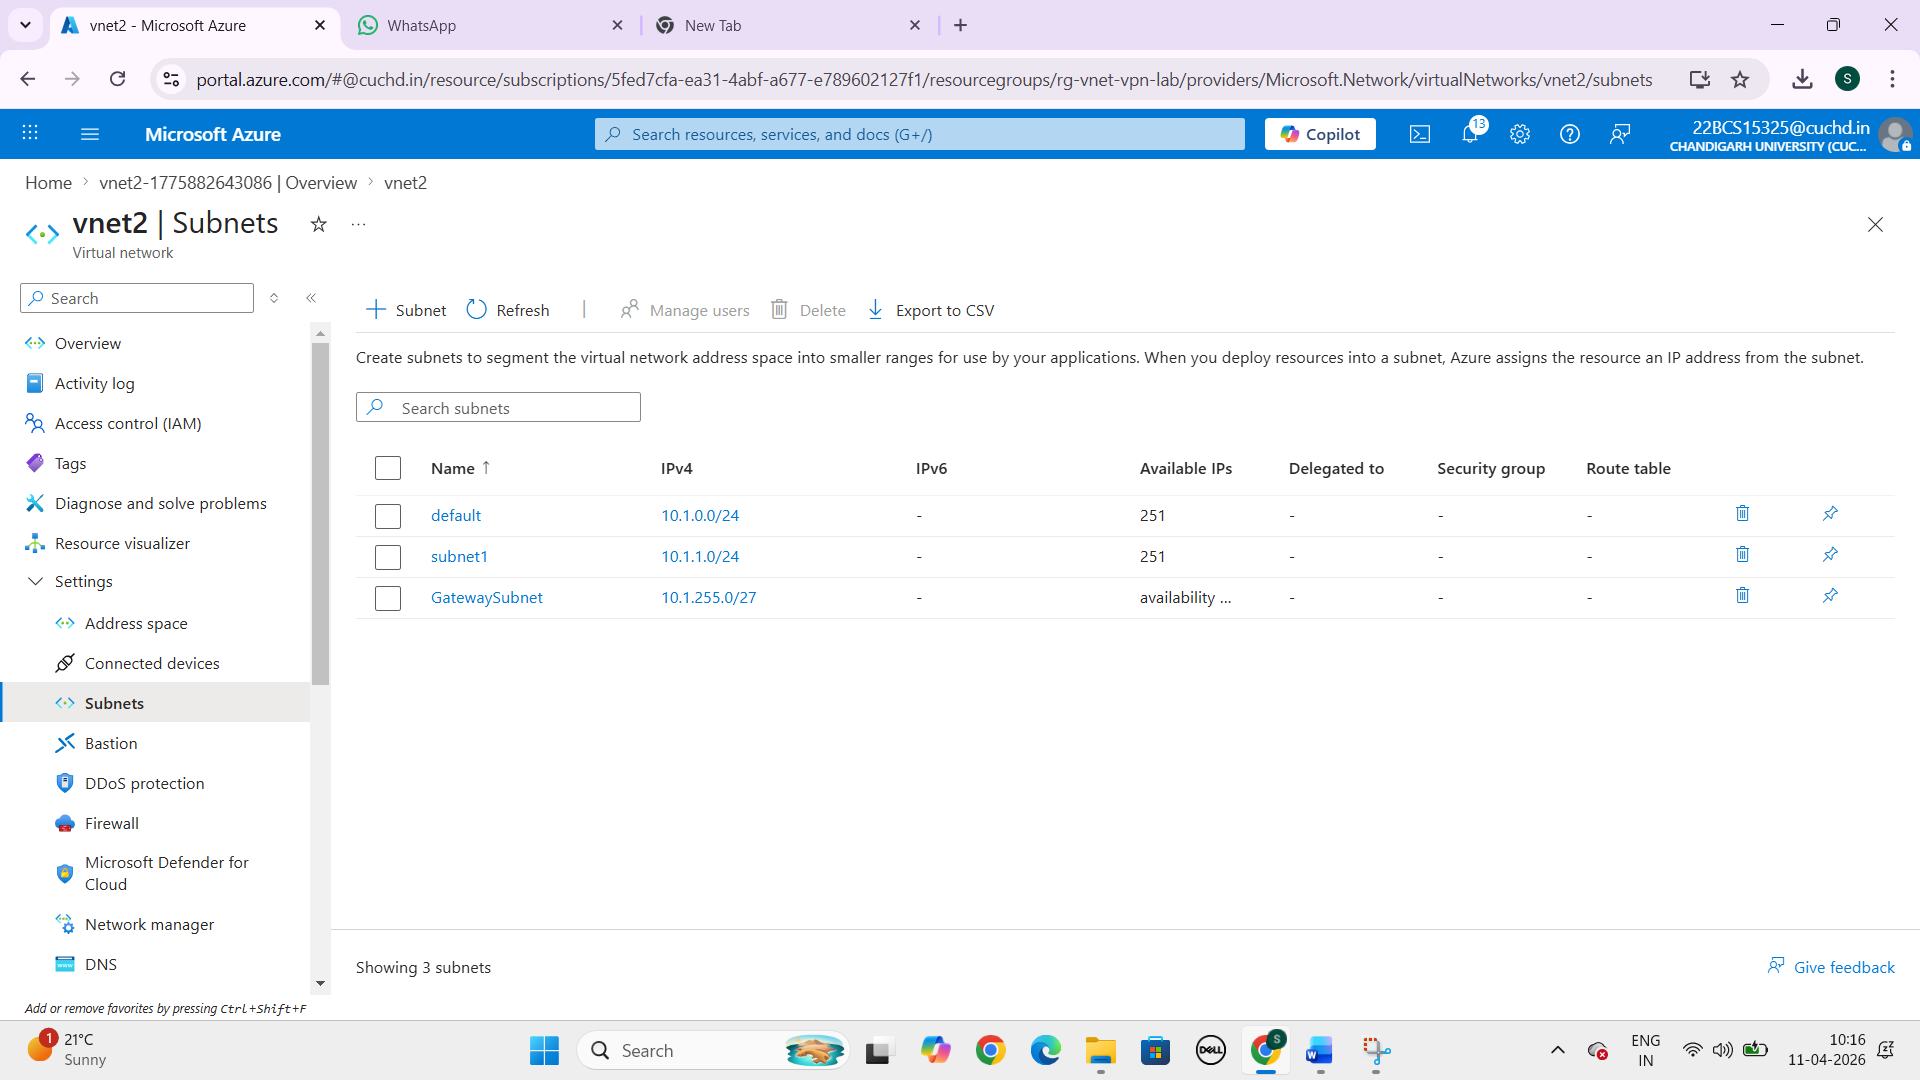 vnet2 - Microsoft Azure
WhatsApp
New Tab
portal.azure.com/#@cuchd.in/resource/subscriptions/5fed7cfa-ea31-4abf-a677-e789602127f1/resourcegroups/rg-vnet-vpn-lab/providers/Microsoft.Network/virtualNetworks/vnet2/subnets
S
Microsoft Azure
Search resources, services, and docs (G+/)
Copilot
13
22BCS15325@cuchd.in
CHANDIGARH UNIVERSITY (CUC...
Home > vnet2-1775882643086 | Overview > vnet2
vnet2 | Subnets
...
Virtual network
Search
Overview
Activity log
Access control (IAM)
Tags
Diagnose and solve problems
Resource visualizer
Settings
Address space
Connected devices
Subnets
Bastion
DDoS protection
Firewall
Microsoft Defender for
Cloud
Network manager
DNS
Add or remove favorites by pressing Ctrl+Shift+F
Subnet Refresh | Manage users Delete Export to CSV
Create subnets to segment the virtual network address space into smaller ranges for use by your applications. When you deploy resources into a subnet, Azure assigns the resource an IP address from the subnet.
Search subnets
Name ↑ IPv4 IPv6 Available IPs Delegated to Security group Route table
default 10.1.0.0/24 - 251 - - -
subnet1 10.1.1.0/24 - 251 - - -
GatewaySubnet 10.1.255.0/27 - availability ... - - -
Showing 3 subnets
Give feedback
1
21°C
Sunny
Search
DELL
S
W
ENG
IN
10:16
11-04-2026